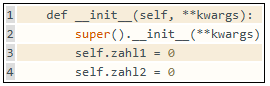 1 def __init__(self, **kwargs):
2 super().__init__(**kwargs)
3 self.zahl1 = 0
4 self.zahl2 = 0